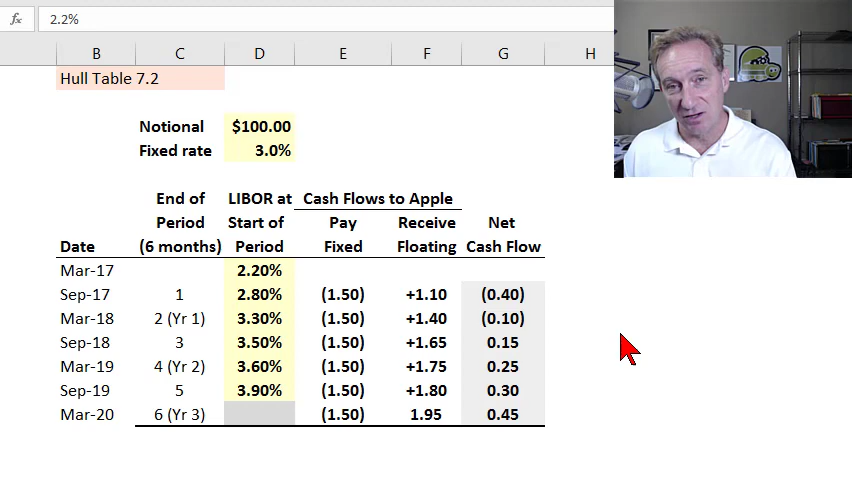 fx 2.2%
B C D E F G H
Hull Table 7.2
Notional $100.00
Fixed rate 3.0%
End of LIBOR at Cash Flows to Apple
Period Start of Pay Receive Net
Date (6 months) Period Fixed Floating Cash Flow
Mar-17 2.20%
Sep-17 1 2.80% (1.50) +1.10 (0.40)
Mar-18 2 (Yr 1) 3.30% (1.50) +1.40 (0.10)
Sep-18 3 3.50% (1.50) +1.65 0.15
Mar-19 4 (Yr 2) 3.60% (1.50) +1.75 0.25
Sep-19 5 3.90% (1.50) +1.80 0.30
Mar-20 6 (Yr 3) (1.50) 1.95 0.45